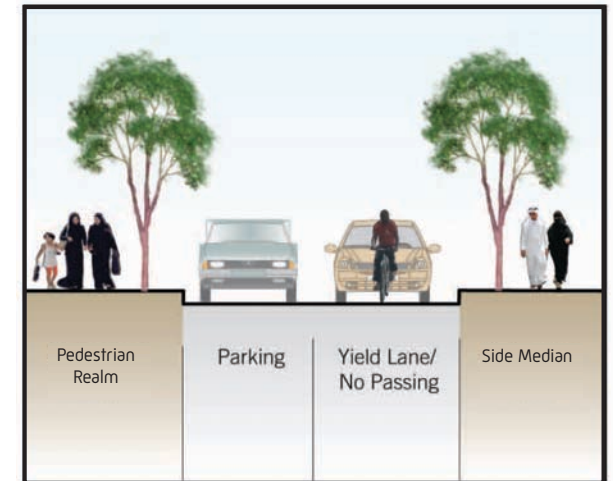 Pedestrian
Realm
Parking
Yield Lane/
No Passing
Side Median